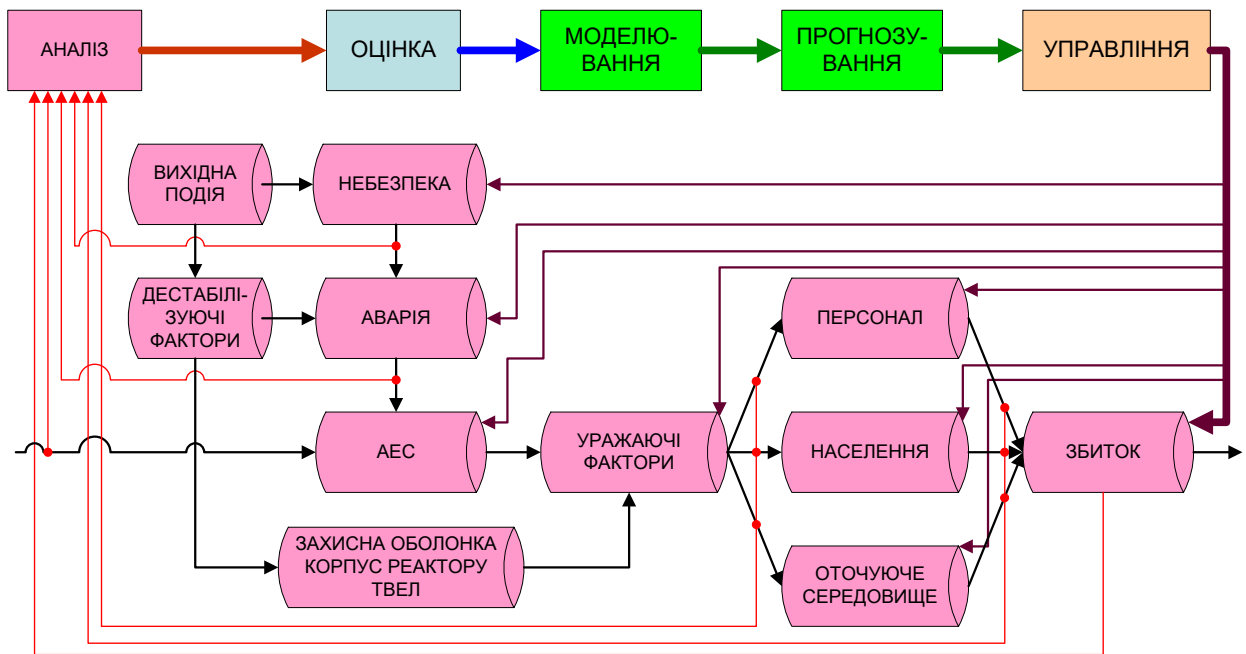 АНАЛІЗ
ОЦІНКА
МОДЕЛЮ-
ВАННЯ
ПРОГНОЗУ-
ВАННЯ
УПРАВЛІННЯ
ВИХІДНА
ПОДІЯ
НЕБЕЗПЕКА
ДЕСТАБІЛІ-
ЗУЮЧІ
ФАКТОРИ
АВАРІЯ
ПЕРСОНАЛ
АЕС
УРАЖАЮЧІ
ФАКТОРИ
НАСЕЛЕННЯ
ЗБИТОК
ЗАХИСНА ОБОЛОНКА
КОРПУС РЕАКТОРУ
ТВЕЛ
ОТОЧУЮЧЕ
СЕРЕДОВИЩЕ